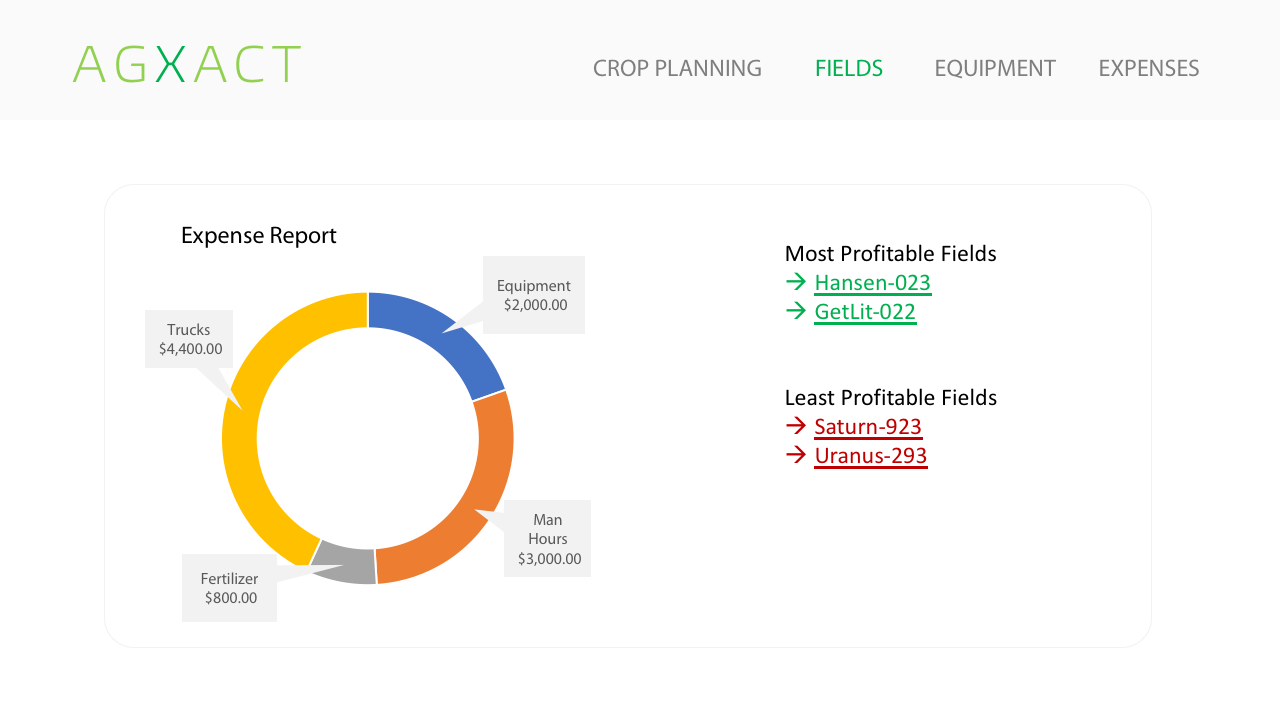 AGXACT
CROP PLANNING FIELDS EQUIPMENT EXPENSES
Expense Report
Equipment
$2,000.00
Trucks
$4,400.00
Man
Hours
$3,000.00
Fertilizer
$800.00
Most Profitable Fields
→ Hansen-023
→ GetLit-022
Least Profitable Fields
→ Saturn-923
→ Uranus-293